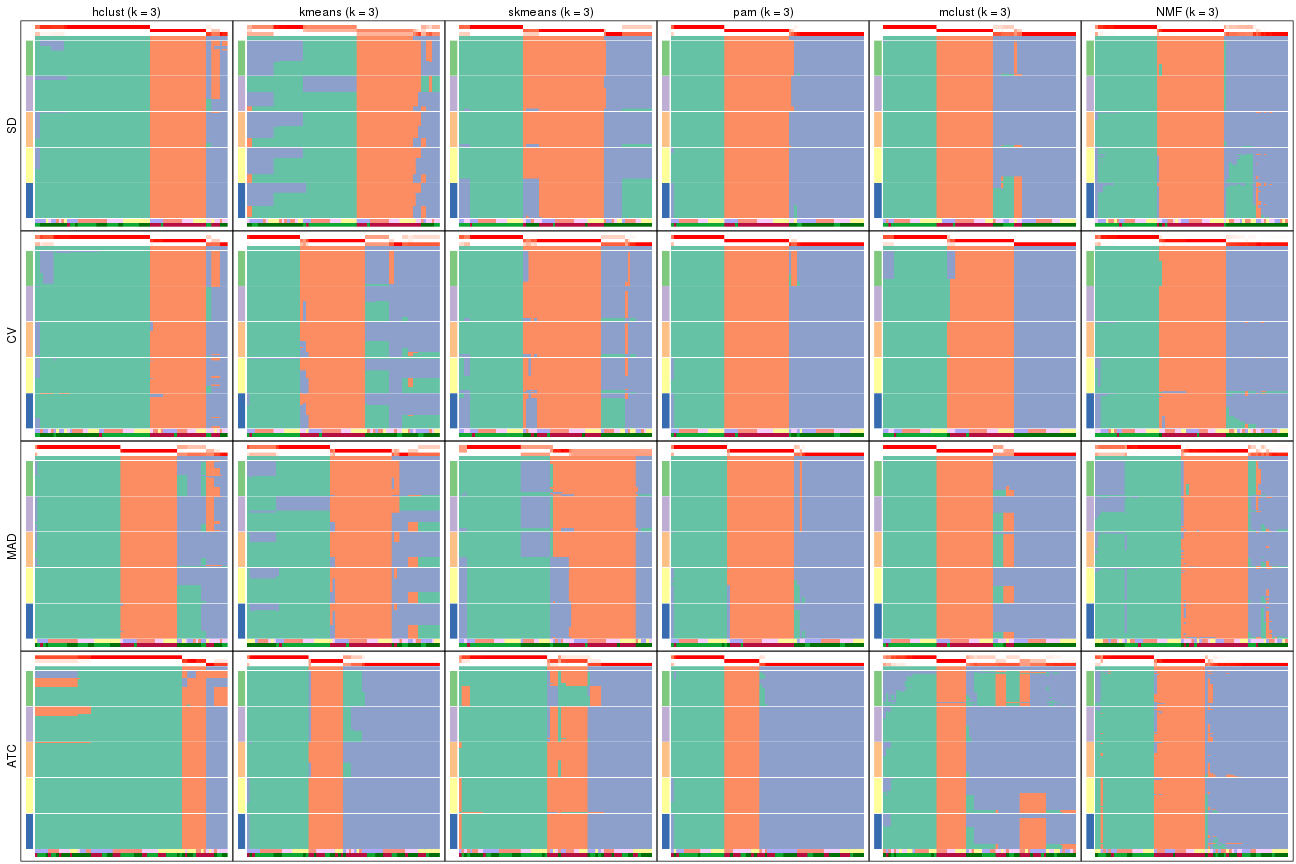 hclust (k = 3)
kmeans (k = 3)
skmeans (k = 3)
pam (k = 3)
mclust (k = 3)
NMF (k = 3)
SD
CV
MAD
ATC